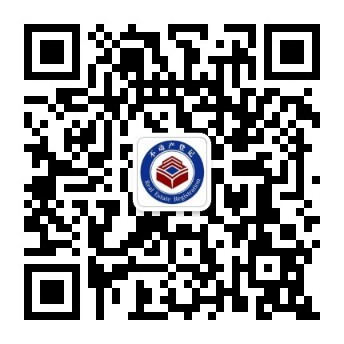 不动产登记
Real Estate Registration